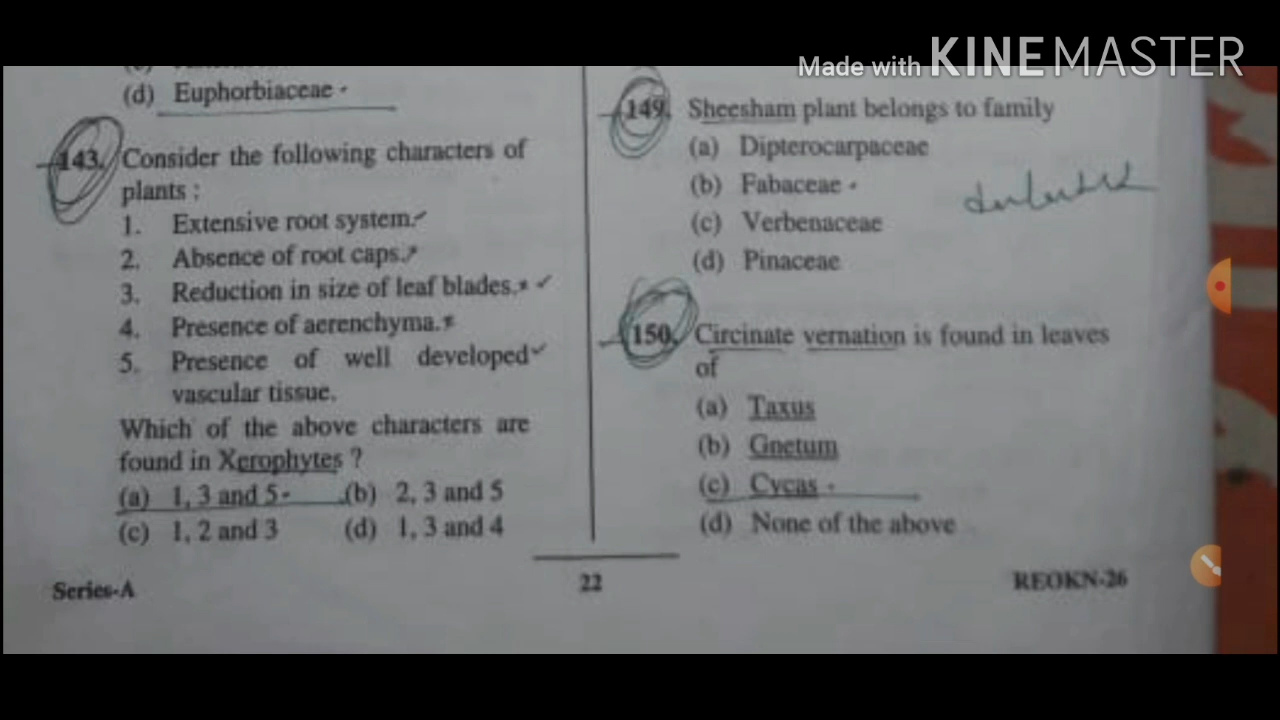 Made with KINEMASTER
(d) Euphorbiaceae
143. Consider the following characters of
plants :
1. Extensive root system.
2. Absence of root caps.
3. Reduction in size of leaf blades.
4. Presence of aerenchyma.
5. Presence of well developed
vascular tissue.
Which of the above characters are
found in Xerophytes ?
(a) 1, 3 and 5 (b) 2, 3 and 5
(c) 1, 2 and 3 (d) 1, 3 and 4
149. Sheesham plant belongs to family
(a) Dipterocarpaceae
(b) Fabaceae
(c) Verbenaceae
(d) Pinaceae
150. Circinate vernation is found in leaves
of
(a) Taxus
(b) Gnetum
(c) Cycas
(d) None of the above
Series-A 22 REOKN-26